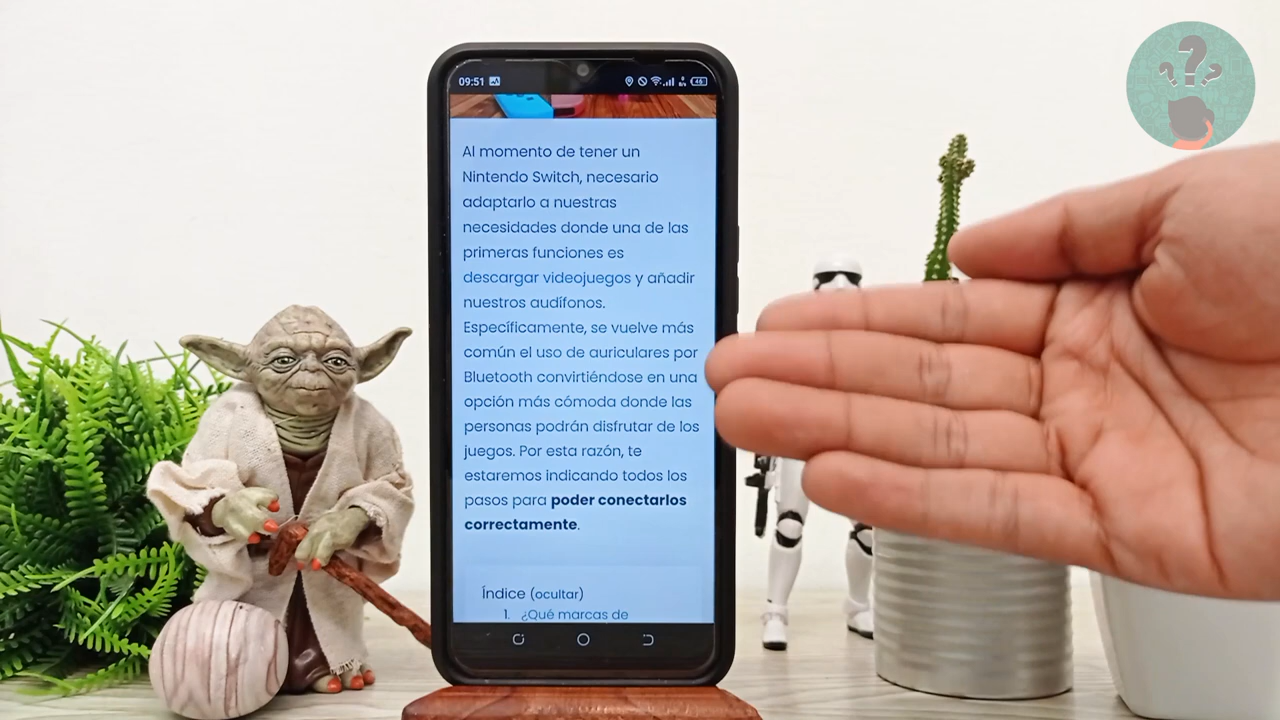 09:51
46
Al momento de tener un
Nintendo Switch, necesario
adaptarlo a nuestras
necesidades donde una de las
primeras funciones es
descargar videojuegos y añadir
nuestros audífonos.
Específicamente, se vuelve más
común el uso de auriculares por
Bluetooth convirtiéndose en una
opción más cómoda donde las
personas podrán disfrutar de los
juegos. Por esta razón, te
estaremos indicando todos los
pasos para poder conectarlos
correctamente.
Índice (ocultar)
1. ¿Qué marcas de